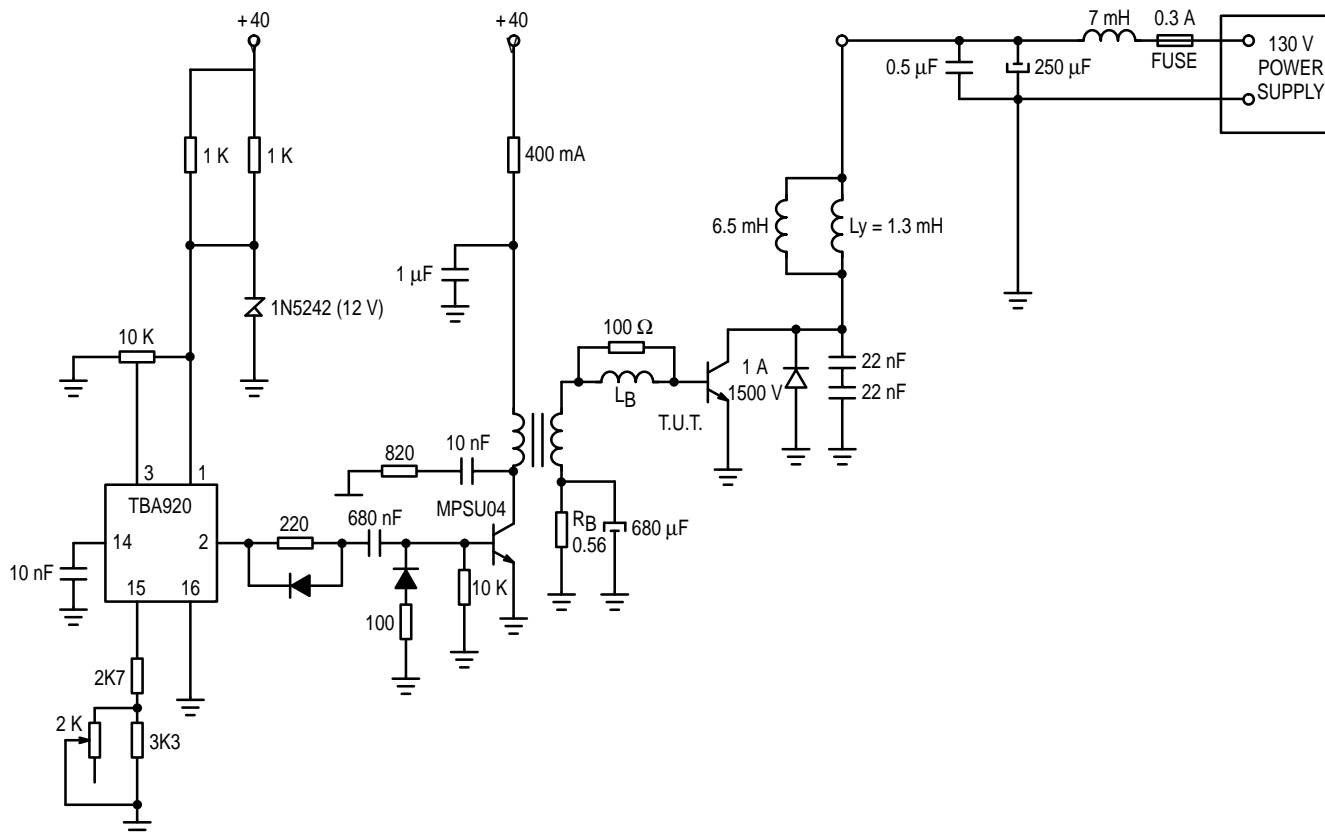 +40
V
+40
V
7 mH
0.3 A
FUSE
130 V
POWER
SUPPLY
0.5 µF
250 µF
1 K
1 K
400 mA
6.5 mH
Ly = 1.3 mH
1 µF
1N5242 (12 V)
10 K
100 Ω
LB
T.U.T.
1 A
1500 V
22 nF
22 nF
3
1
TBA920
14
2
15
16
10 nF
820
10 nF
MPSU04
220
680 nF
RB
0.56
680 µF
100
10 K
2K7
2 K
3K3